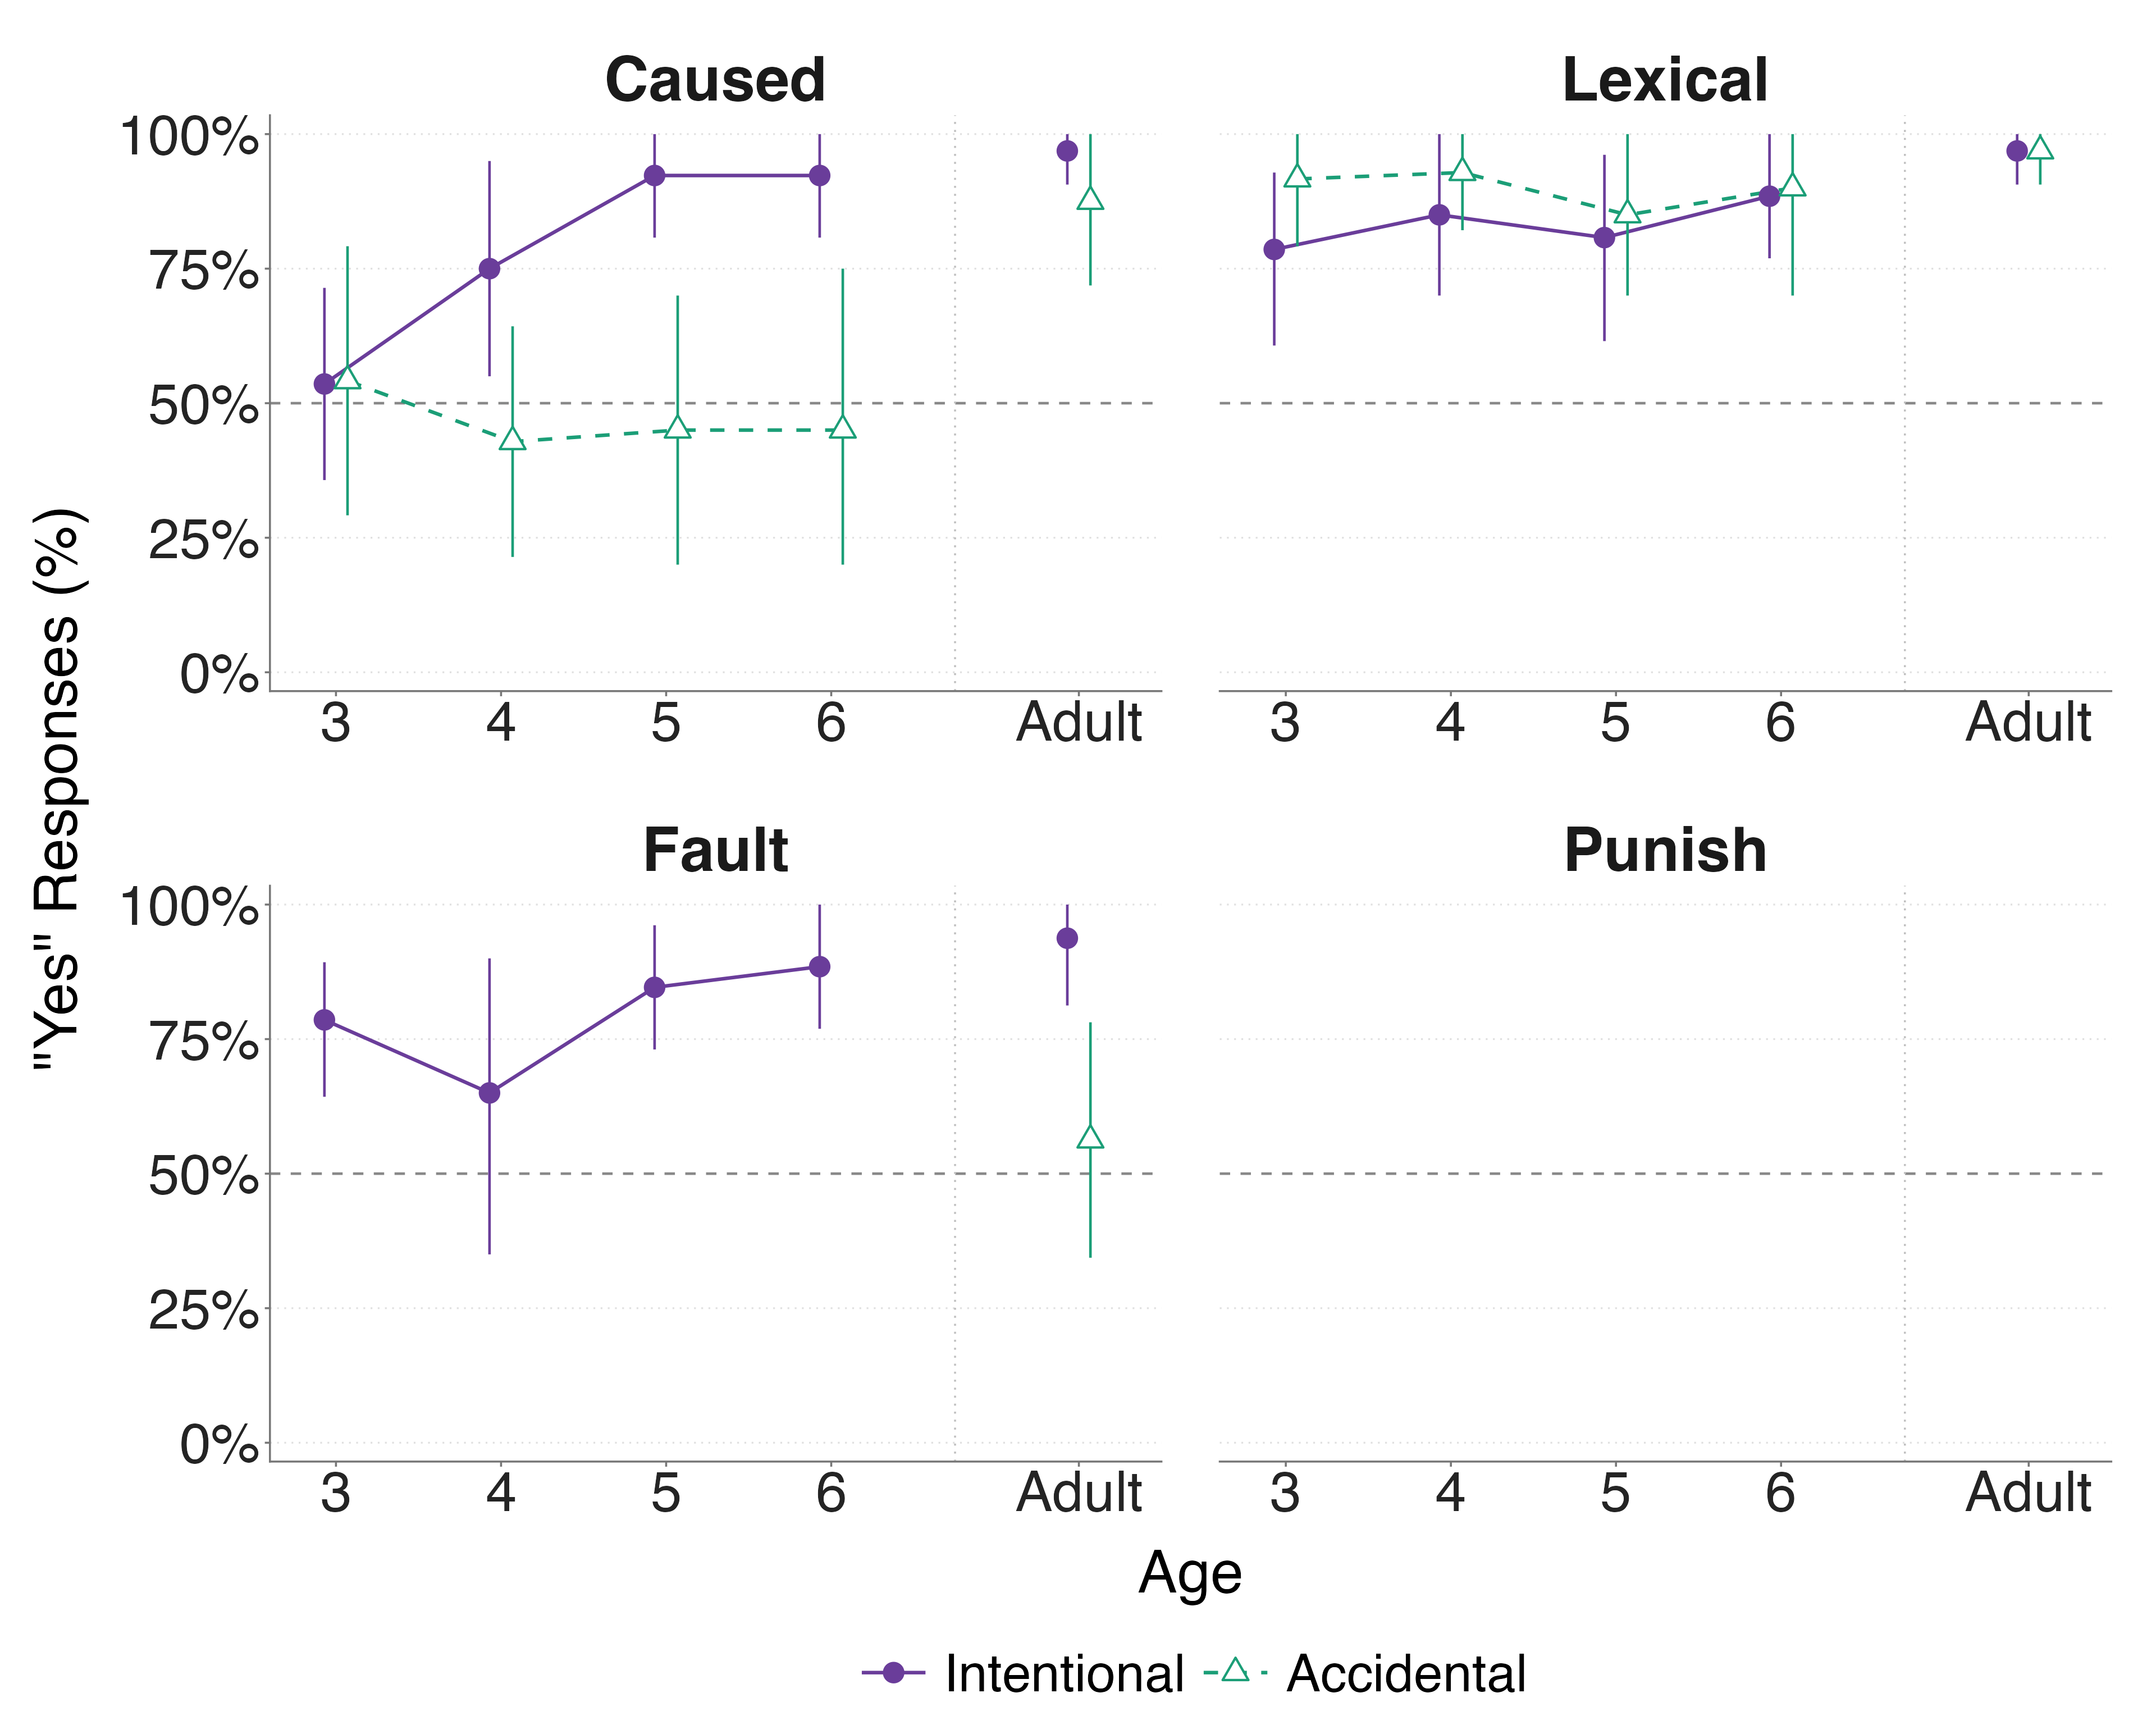 Caused
Lexical
100%
75%
50%
25%
0%
3 4 5 6 Adult
3 4 5 6 Adult
"Yes" Responses (%)
Fault
Punish
100%
75%
50%
25%
0%
3 4 5 6 Adult
3 4 5 6 Adult
Age
Intentional Accidental